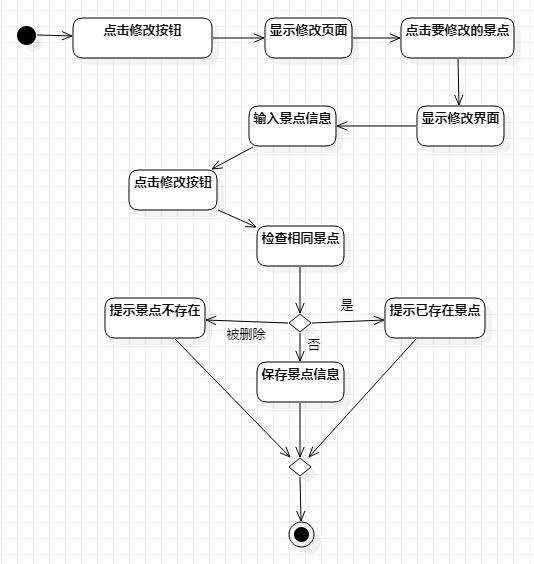 点击修改按钮
显示修改页面
点击要修改的景点
显示修改界面
输入景点信息
点击修改按钮
检查相同景点
提示景点不存在
被删除
是
提示已存在景点
否
保存景点信息